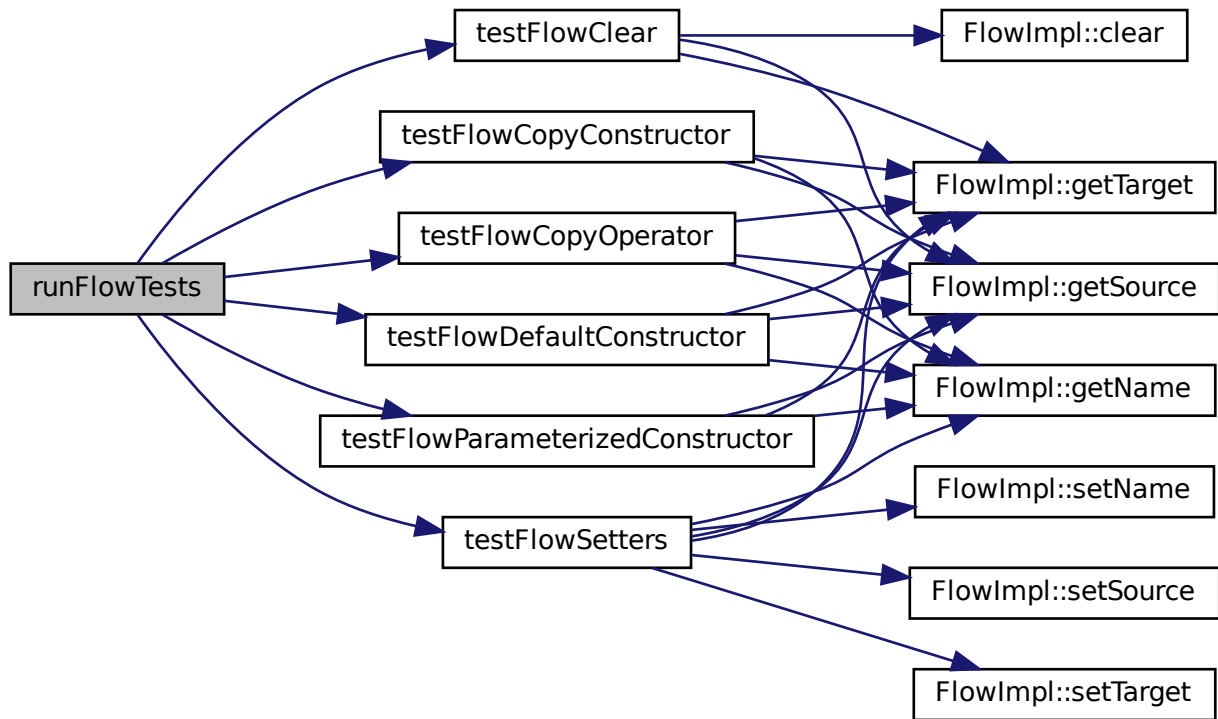 testFlowClear
FlowImpl::clear
testFlowCopyConstructor
FlowImpl::getTarget
testFlowCopyOperator
runFlowTests
FlowImpl::getSource
testFlowDefaultConstructor
FlowImpl::getName
testFlowParameterizedConstructor
FlowImpl::setName
testFlowSetters
FlowImpl::setSource
FlowImpl::setTarget